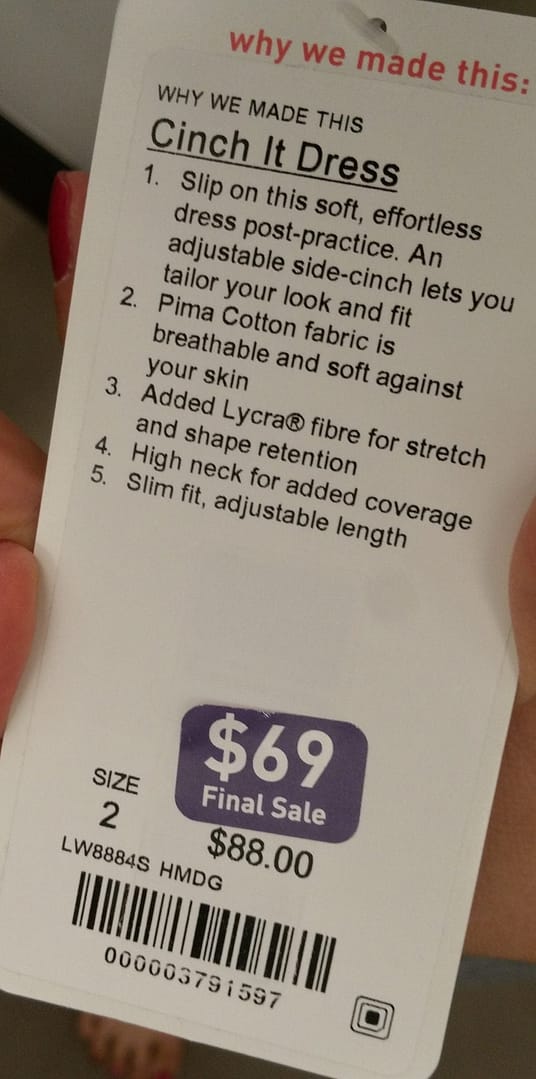 why we made this:
WHY WE MADE THIS
Cinch It Dress
1. Slip on this soft, effortless
dress post-practice. An
adjustable side-cinch lets you
tailor your look and fit
2. Pima Cotton fabric is
breathable and soft against
your skin
3. Added Lycra® fibre for stretch
and shape retention
4. High neck for added coverage
5. Slim fit, adjustable length
$69
Final Sale
$88.00
SIZE
2
LW8884S HMDG
000003791597